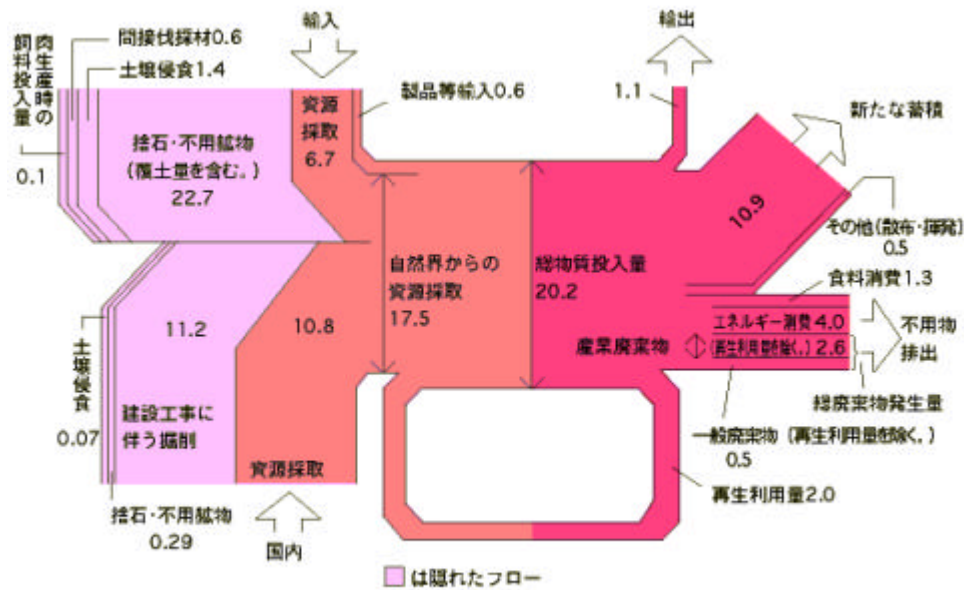 輸入
輸出
肉生産時の
飼料投入量
0.1
間接伐採材0.6
土壌侵食1.4
捨石・不用鉱物
(覆土量を含む。)
22.7
資源
採取
6.7
製品等輸入0.6
1.1
新たな蓄積
10.9
その他(散布・揮発)
0.5
自然界からの
資源採取
17.5
総物質投入量
20.2
食料消費1.3
エネルギー消費4.0
産業廃棄物
(再生利用量を除く。)2.6
不用物
排出
総廃棄物発生量
一般廃棄物(再生利用量を除く。)
0.5
再生利用量2.0
土壌侵食
0.07
11.2
建設工事に
伴う掘削
10.8
資源採取
捨石・不用鉱物
0.29
国内
は隠れたフロー